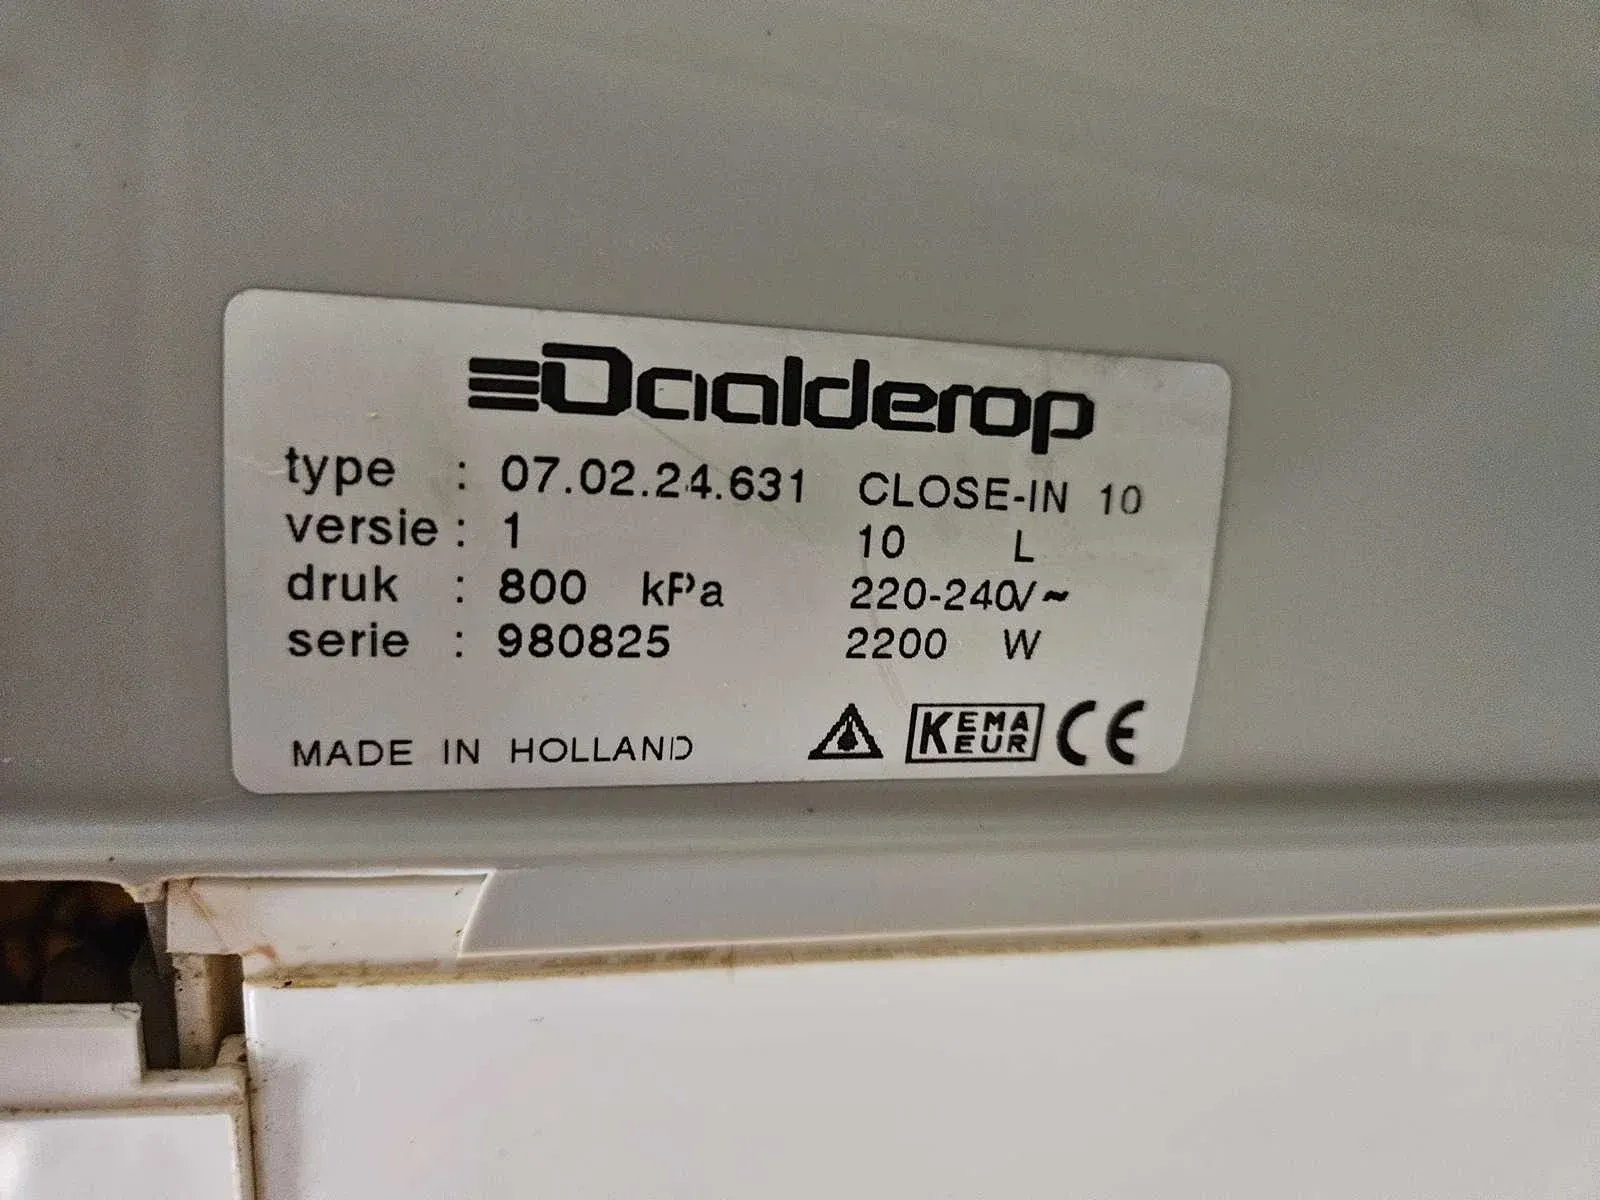 Daalderop
type : 07.02.24.631 CLOSE-IN 10
versie : 1 10 L
druk : 800 kPa 220-240V~
serie : 980825 2200 W
MADE IN HOLLAND KEMA KEUR CE